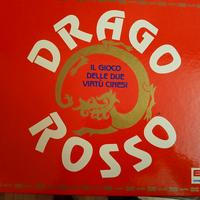 DRAGO
IL GIOCO
DELLE DUE
VIRTÙ CINESI
ROSSO